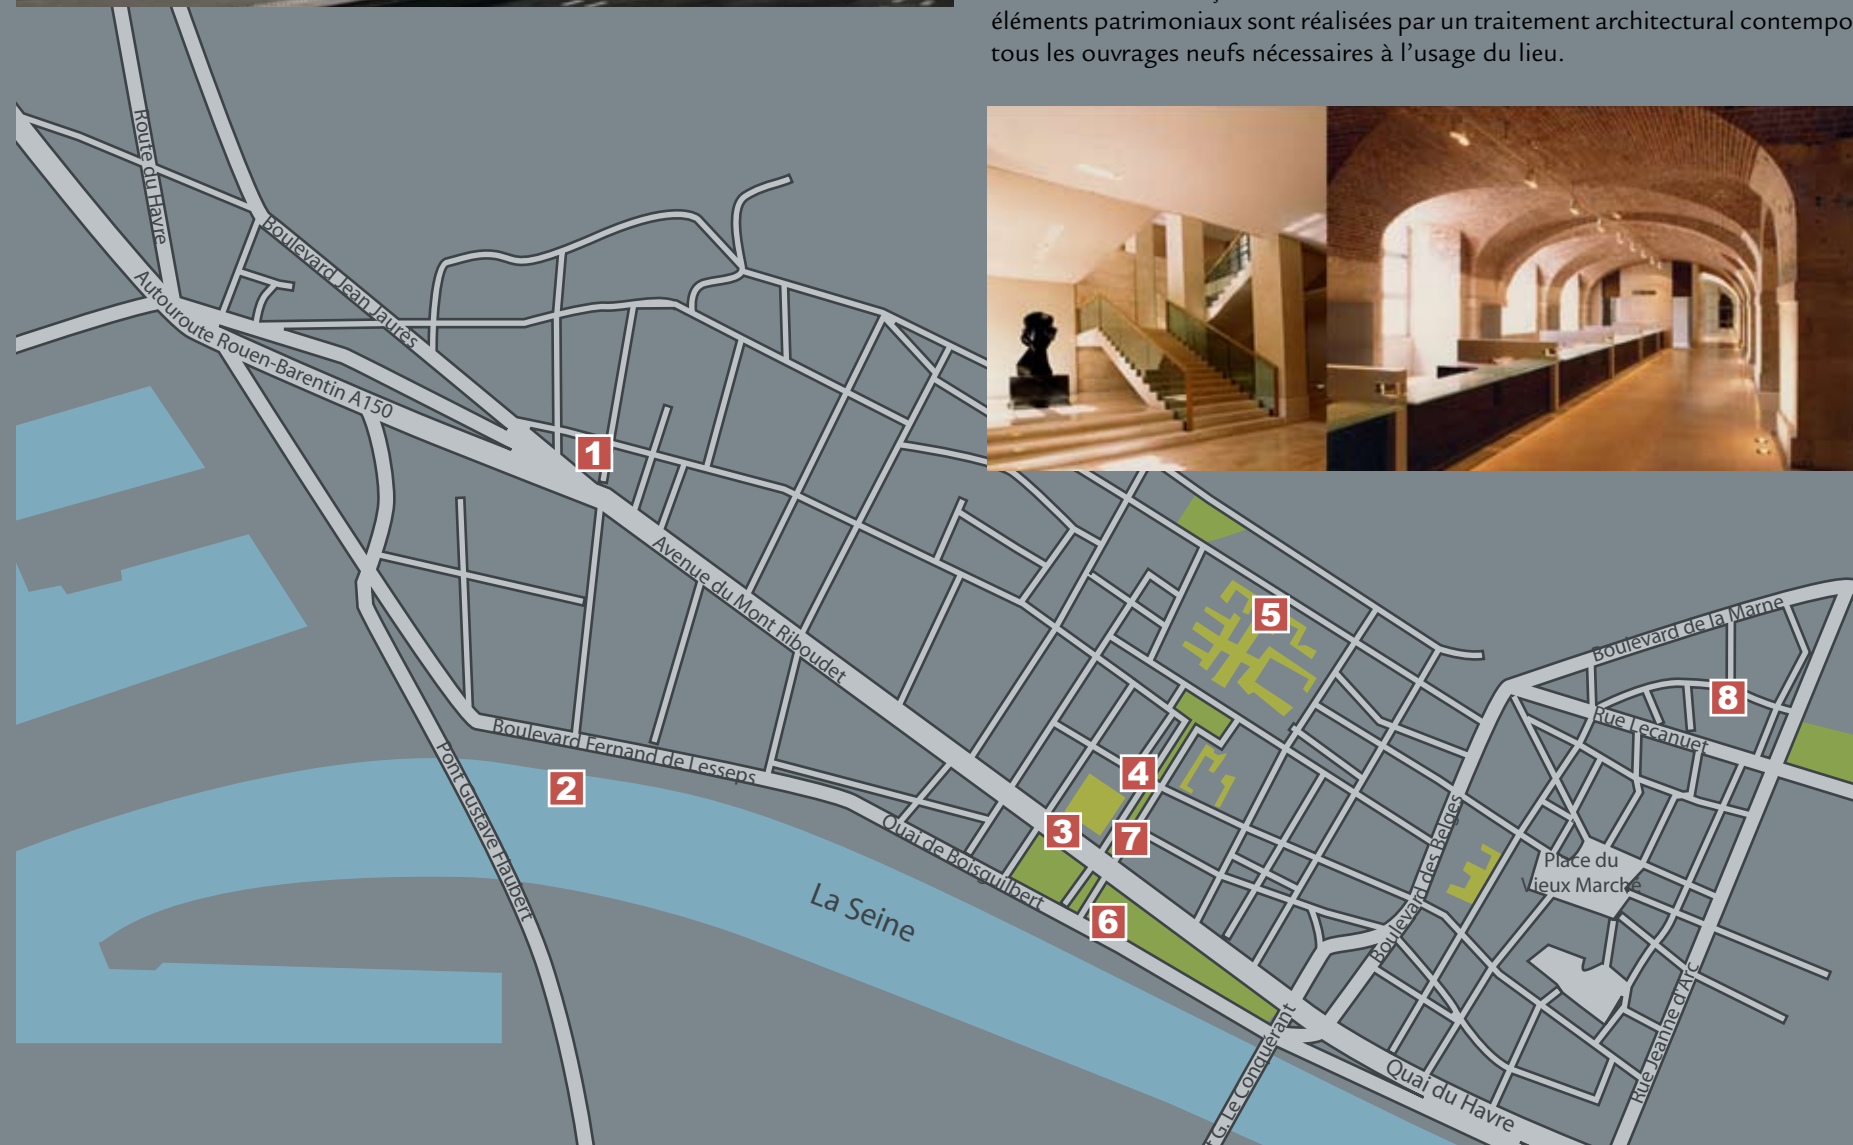 éléments patrimoniaux sont réalisées par un traitement architectural contempo
tous les ouvrages neufs nécessaires à l’usage du lieu.
Route du Havre
Boulevard Jean Jaurès
Autouroute Rouen-Barentin A150
1
Avenue du Mont Riboudet
5
Boulevard de la Marne
8
Rue Lecanuet
Boulevard Fernand de Lesseps
2
Pont Gustave Flaubert
4
3
7
Quai de Boisguilbert
6
La Seine
Boulevard des Belges
Place du
Vieux Marché
Rue Jeanne d'Arc
G. Le Conquérant
Quai du Havre